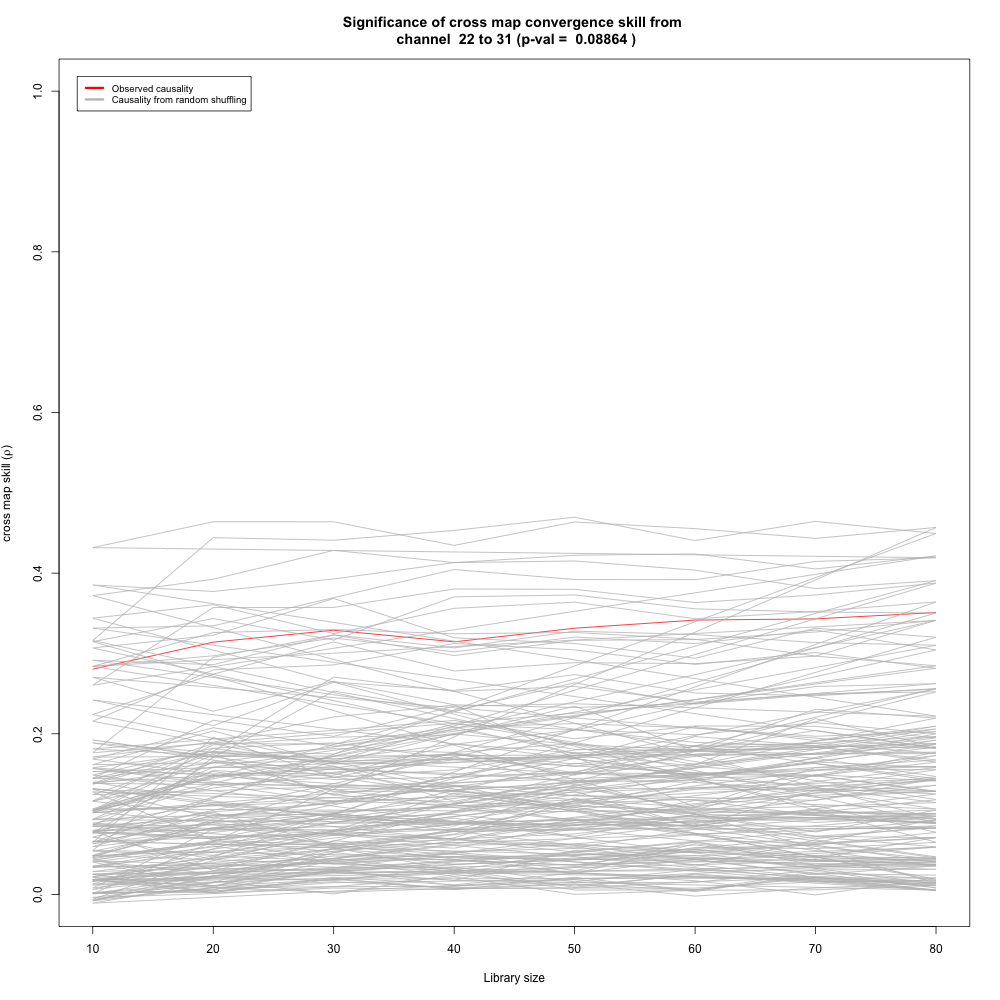 Significance of cross map convergence skill from
channel  22 to 31 (p-val =  0.08864 )
Observed causality
Causality from random shuffling
1.0
0.8
0.6
0.4
0.2
0.0
cross map skill (ρ)
10 20 30 40 50 60 70 80
Library size